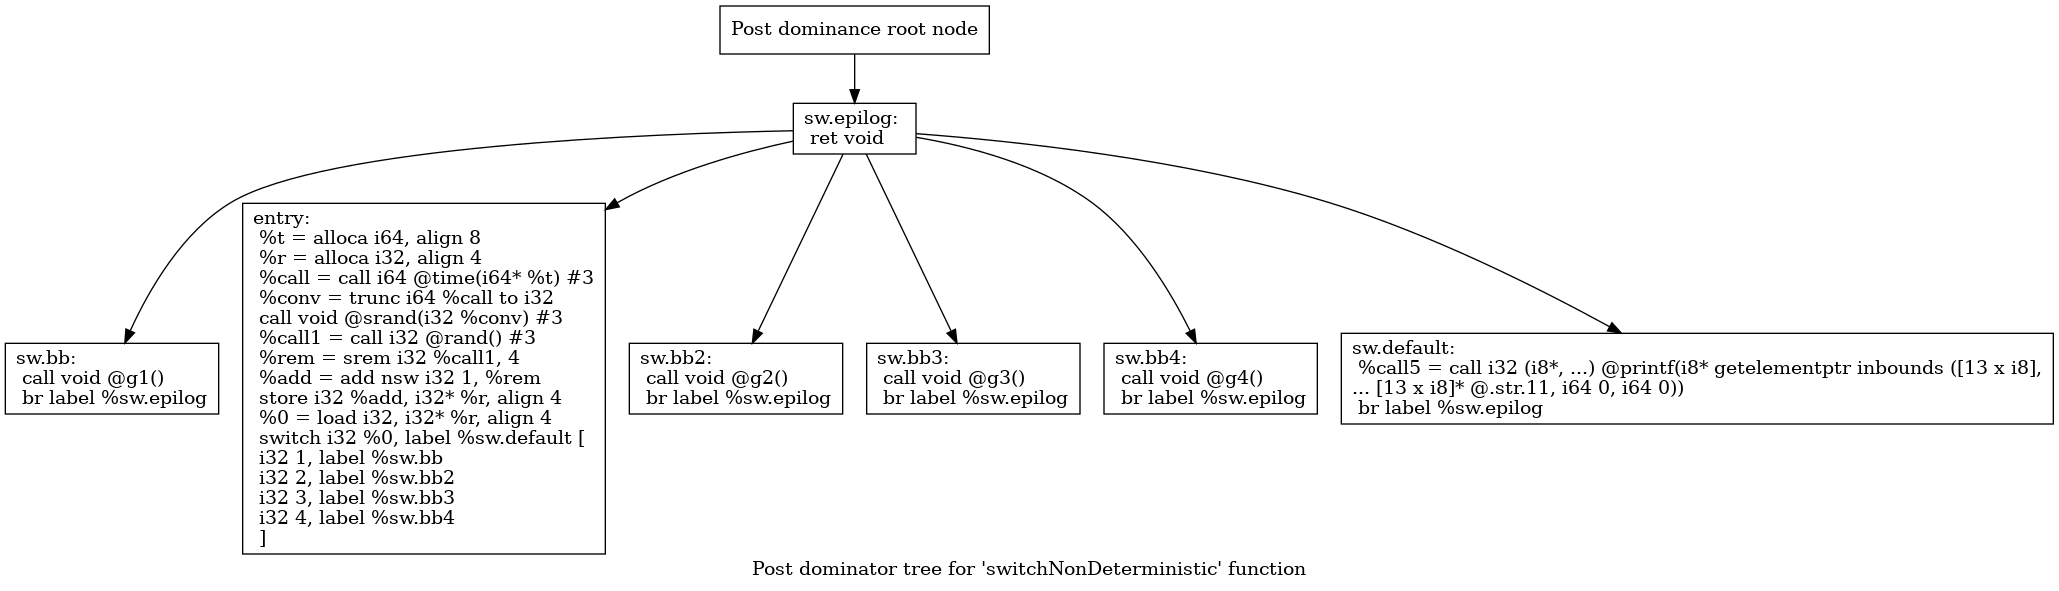 Post dominance root node
sw.epilog:
ret void
sw.bb:
call void @g1()
br label %sw.epilog
entry:
%t = alloca i64, align 8
%r = alloca i32, align 4
%call = call i64 @time(i64* %t) #3
%conv = trunc i64 %call to i32
call void @srand(i32 %conv) #3
%call1 = call i32 @rand() #3
%rem = srem i32 %call1, 4
%add = add nsw i32 1, %rem
store i32 %add, i32* %r, align 4
%0 = load i32, i32* %r, align 4
switch i32 %0, label %sw.default [
i32 1, label %sw.bb
i32 2, label %sw.bb2
i32 3, label %sw.bb3
i32 4, label %sw.bb4
]
sw.bb2:
call void @g2()
br label %sw.epilog
sw.bb3:
call void @g3()
br label %sw.epilog
sw.bb4:
call void @g4()
br label %sw.epilog
sw.default:
%call5 = call i32 (i8*, ...) @printf(i8* getelementptr inbounds ([13 x i8],
... [13 x i8]* @.str.11, i64 0, i64 0))
br label %sw.epilog
Post dominator tree for 'switchNonDeterministic' function